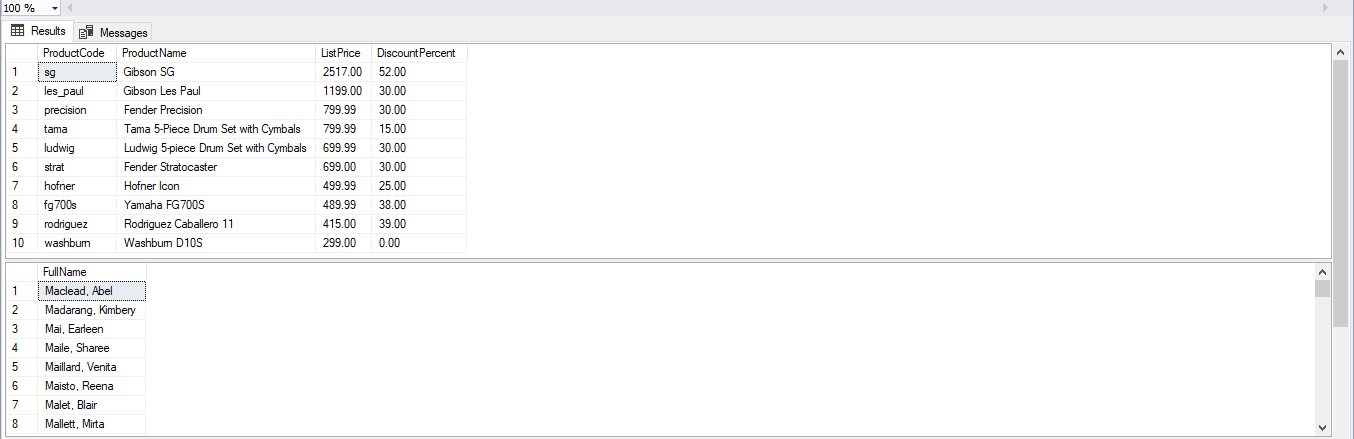 100 %
Results Messages
ProductCode ProductName ListPrice DiscountPercent
1 sg Gibson SG 2517.00 52.00
2 les_paul Gibson Les Paul 1199.00 30.00
3 precision Fender Precision 799.99 30.00
4 tama Tama 5-Piece Drum Set with Cymbals 799.99 15.00
5 ludwig Ludwig 5-piece Drum Set with Cymbals 699.99 30.00
6 strat Fender Stratocaster 699.00 30.00
7 hofner Hofner Icon 499.99 25.00
8 fg700s Yamaha FG700S 489.99 38.00
9 rodriguez Rodriguez Caballero 11 415.00 39.00
10 washburn Washburn D10S 299.00 0.00
FullName
1 Maclead, Abel
2 Madarang, Kimbery
3 Mai, Earleen
4 Maile, Sharee
5 Maillard, Venita
6 Maisto, Reena
7 Malet, Blair
8 Mallett, Mirta